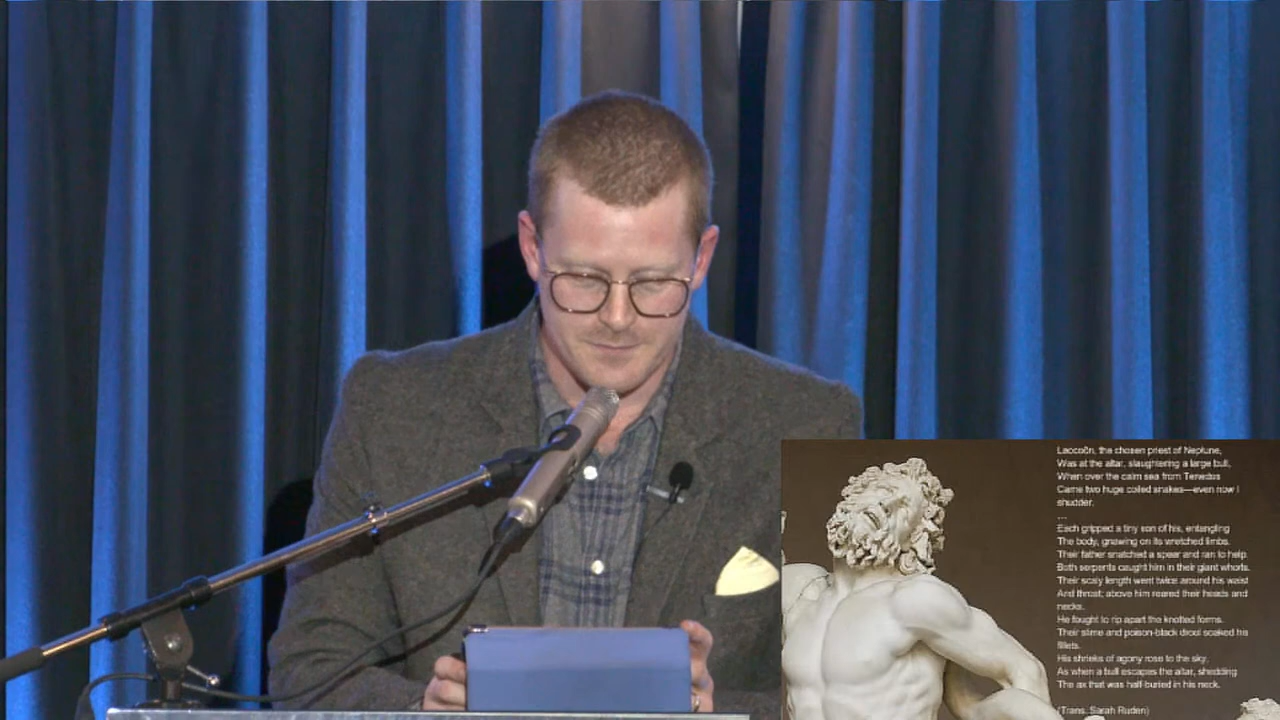 Laocoön, the chosen priest of Neptune,
Was at the altar, slaughtering a large bull,
When over the calm sea from Tenedos
Came two huge coiled snakes—even now I
shudder.
...
Each gripped a tiny son of his, entangling
The body, gnawing on its wretched limbs.
Their father snatched a spear and ran to help.
Both serpents caught him in their giant whorls.
Their scaly length went twice around his waist
And throat; above him reared their heads and
necks.
He fought to rip apart the knotted forms.
Their slime and poison-black drool soaked his
fillets.
His shrieks of agony rose to the sky,
As when a bull escapes the altar, shedding
The ax that was half-buried in his neck.
(Trans. Sarah Ruden)